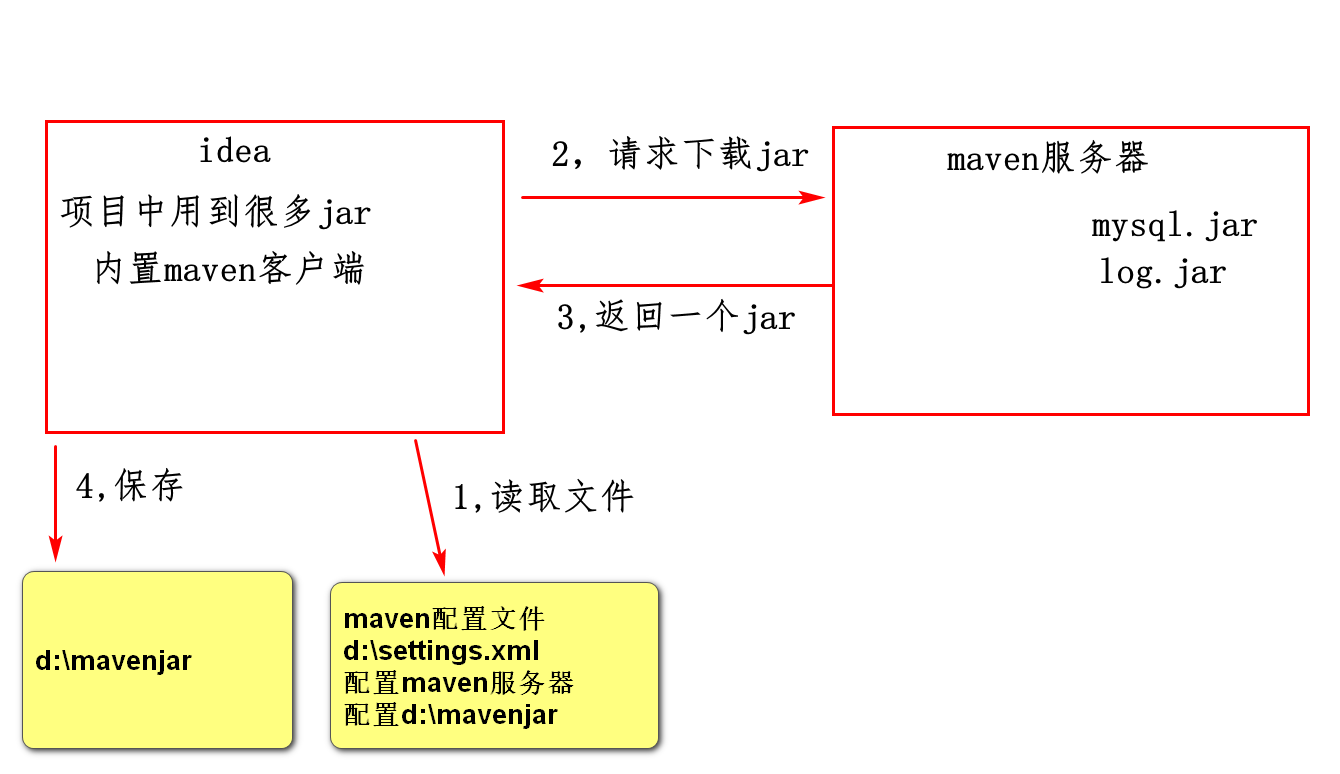 idea
项目中用到很多jar
内置maven客户端
2，请求下载jar
3,返回一个jar
maven服务器
mysql.jar
log.jar
4,保存
1,读取文件
d:\mavenjar
maven配置文件
d:\settings.xml
配置maven服务器
配置d:\mavenjar